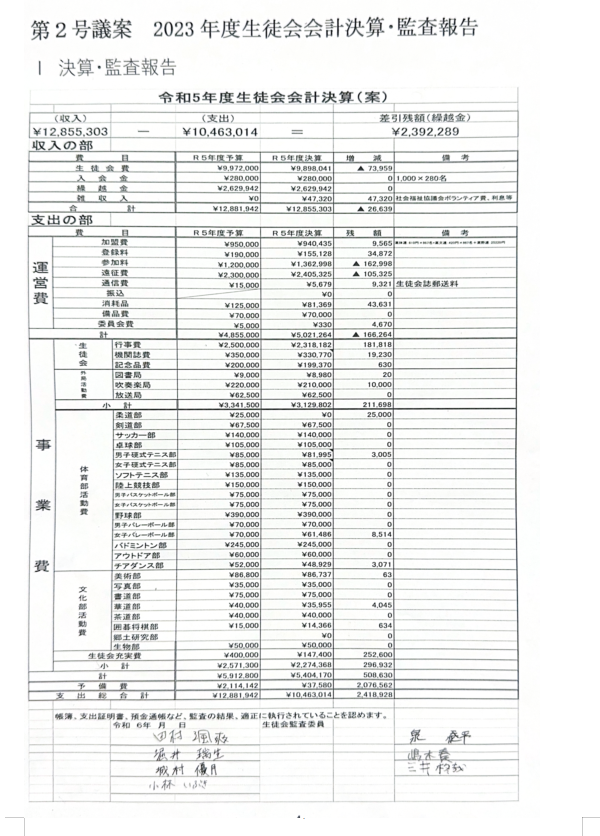 第２号議案　2023年度生徒会会計決算・監査報告
Ⅰ　決算・監査報告
令和5年度生徒会会計決算(案)
(収入)　(支出)　差引残額(繰越金)
¥12,855,303　－　¥10,463,014　＝　¥2,392,289
収入の部
費　目　R５年度予算　R５年度決算　増　減　備　考
生徒会費　¥9,972,000　¥9,898,041　▲ 73,959
入会金　¥280,000　¥280,000　0　1,000×280名
繰越金　¥2,629,942　¥2,629,942　0
雑収入　¥0　¥47,320　47,320　社会福祉協議会ボランティア費、利息等
合　計　¥12,881,942　¥12,855,303　▲ 26,639
支出の部
費　目　R５年度予算　R５年度決算　残　額　備　考
運営費　加盟費　¥950,000　¥940,435　9,565
登録料　¥190,000　¥155,128　34,872
参加料　¥1,200,000　¥1,362,998　▲ 162,998
遠征費　¥2,300,000　¥2,405,325　▲ 105,325
通信費　¥15,000　¥5,679　9,321　生徒会誌郵送料
振込　¥0　0
消耗品　¥125,000　¥81,369　43,631
備品費　¥70,000　¥70,000　0
委員会費　¥5,000　¥330　4,670
計　¥4,855,000　¥5,021,264　▲ 166,264
事業費　生徒会　行事費　¥2,500,000　¥2,318,182　181,818
機関誌費　¥350,000　¥330,770　19,230
記念品費　¥200,000　¥199,370　630
外局活動費　図書局　¥9,000　¥8,980　20
吹奏楽局　¥220,000　¥210,000　10,000
放送局　¥62,500　¥62,500　0
小　計　¥3,341,500　¥3,129,802　211,698
体育部活動費　柔道部　¥25,000　¥0　25,000
剣道部　¥67,500　¥67,500　0
サッカー部　¥140,000　¥140,000　0
卓球部　¥105,000　¥105,000　0
男子硬式テニス部　¥85,000　¥81,995　3,005
女子硬式テニス部　¥85,000　¥85,000　0
ソフトテニス部　¥135,000　¥135,000　0
陸上競技部　¥150,000　¥150,000　0
男子バスケットボール部　¥75,000　¥75,000　0
女子バスケットボール部　¥75,000　¥75,000　0
野球部　¥390,000　¥390,000　0
男子バレーボール部　¥70,000　¥70,000　0
女子バレーボール部　¥70,000　¥61,486　8,514
バドミントン部　¥245,000　¥245,000　0
アウトドア部　¥60,000　¥60,000　0
チアダンス部　¥52,000　¥48,929　3,071
文化部活動費　美術部　¥86,800　¥86,737　63
写真部　¥35,000　¥35,000　0
書道部　¥75,000　¥75,000　0
華道部　¥40,000　¥35,955　4,045
茶道部　¥40,000　¥40,000　0
囲碁将棋部　¥15,000　¥14,366　634
郷土研究部　¥0　0
生物部　¥50,000　¥50,000　0
生徒会充実費　¥400,000　¥147,400　252,600
小　計　¥2,571,300　¥2,274,368　296,932
計　¥5,912,800　¥5,404,170　508,630
予備費　¥2,114,142　¥37,580　2,076,562
支出総合計　¥12,881,942　¥10,463,014　2,418,928
帳簿、支出証明書、預金通帳など、監査の結果、適正に執行されていることを認めます。
令和　6年　月　日　生徒会監査委員
田村
堀井
城村 優月　三井
小林 いぶき